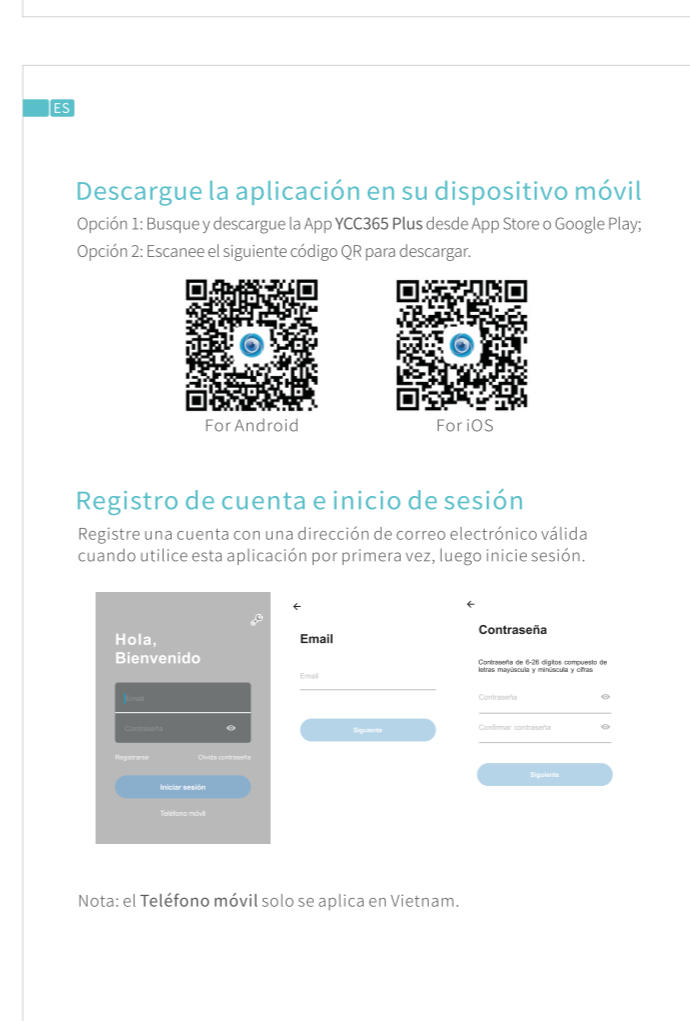 ES
Descargue la aplicación en su dispositivo móvil
Opción 1: Busque y descargue la App YCC365 Plus desde App Store o Google Play;
Opción 2: Escanee el siguiente código QR para descargar.
For Android
For iOS
Registro de cuenta e inicio de sesión
Registre una cuenta con una dirección de correo electrónico válida
cuando utilice esta aplicación por primera vez, luego inicie sesión.
Hola,
Bienvenido
Email
Contraseña
Registrarse
Olvida contraseña
Iniciar sesión
Teléfono móvil
Email
Email
Siguiente
Contraseña
Contraseña de 6-26 dígitos compuesto de
letras mayúscula y minúscula y cifras
Contraseña
Confirmar contraseña
Siguiente
Nota: el Teléfono móvil solo se aplica en Vietnam.